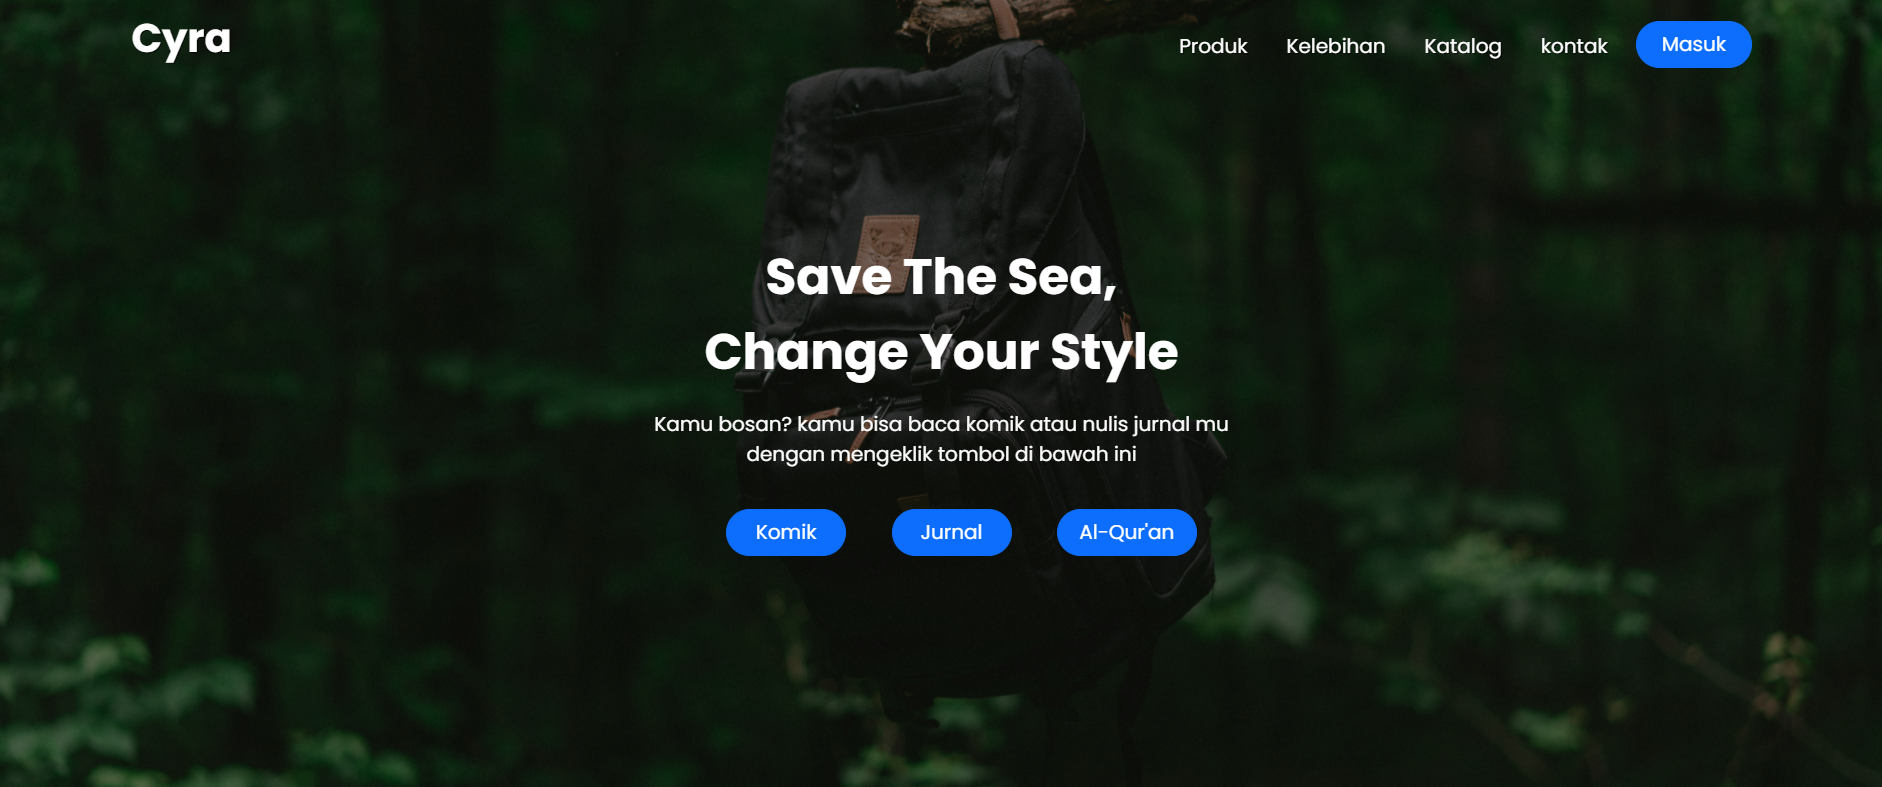 Cyra
Produk Kelebihan Katalog kontak Masuk
Save The Sea,
Change Your Style
Kamu bosan? kamu bisa baca komik atau nulis jurnal mu
dengan mengeklik tombol di bawah ini
Komik Jurnal Al-Qur'an